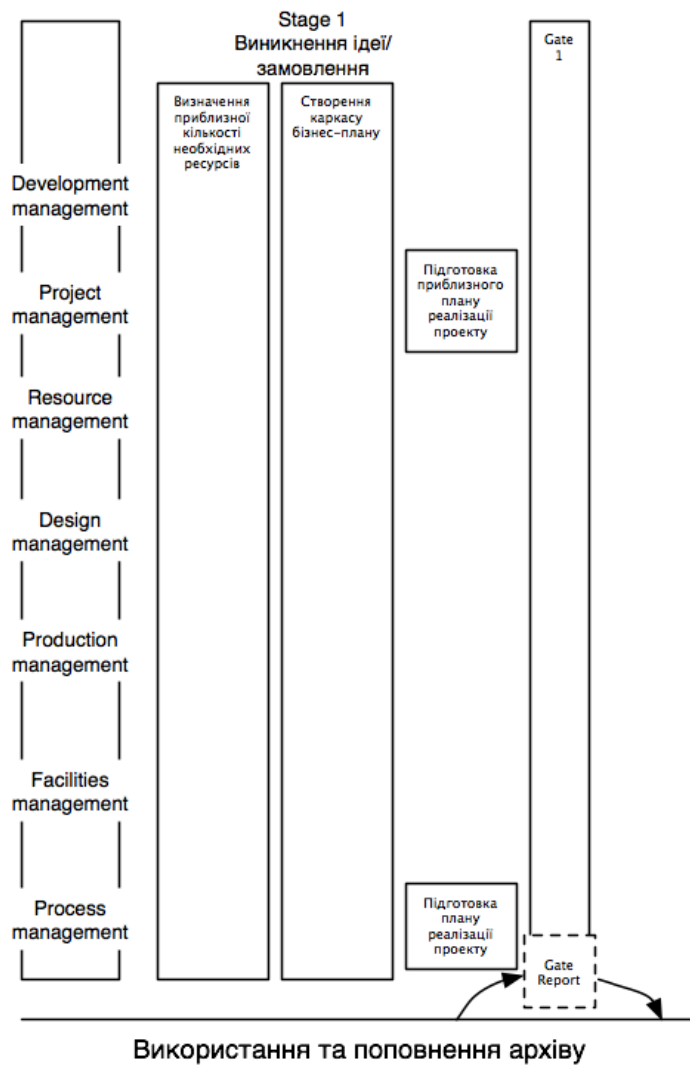 Stage 1
Виникнення ідеї/
замовлення
Gate
1
Визначення
приблизної
кількості
необхідних
ресурсів
Створення
каркасу
бізнес-плану
Development
management
Підготовка
приблизного
плану
реалізації
проекту
Project
management
Resource
management
Design
management
Production
management
Facilities
management
Process
management
Підготовка
плану
реалізації
проекту
Gate
Report
Використання та поповнення архіву